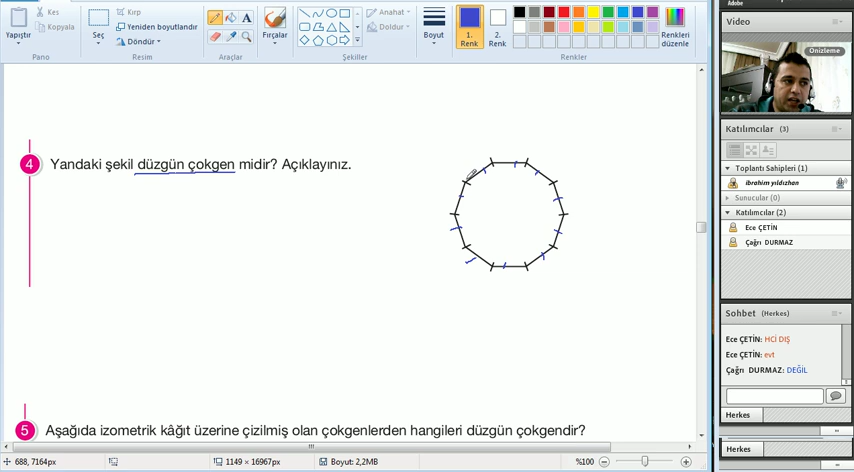 Adobe
Yapıştır
Kes
Kopyala
Pano
Seç
Kırp
Yeniden boyutlandır
Döndür
Resim
A
Araçlar
Fırçalar
Şekiller
Anahat
Doldur
Boyut
1.
Renk
2.
Renk
Renkler
Renkleri
düzenle
4 Yandaki şekil düzgün çokgen midir? Açıklayınız.
5 Aşağıda izometrik kâğıt üzerine çizilmiş olan çokgenlerden hangileri düzgün çokgendir?
688, 7164px
1149 × 16967px
Boyut: 2,2MB
%100
Video
Önizleme
Katılımcılar (3)
Toplantı Sahipleri (1)
ibrahim yıldızhan
Sunucular (0)
Katılımcılar (2)
Ece ÇETİN
Çağrı DURMAZ
Sohbet (Herkes)
Ece ÇETİN: HCİ DIŞ
Ece ÇETİN: evt
Çağrı DURMAZ: DEĞİL
Herkes
Herkes